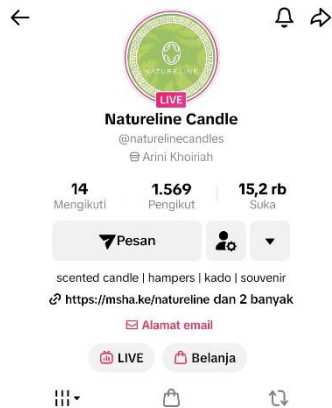 NATURELINE
LIVE
Natureline Candle
@naturelinecandles
Arini Khoiriah
14 1.569 15,2 rb
Mengikuti Pengikut Suka
Pesan
scented candle | hampers | kado | souvenir
https://msha.ke/natureline dan 2 banyak
Alamat email
LIVE Belanja